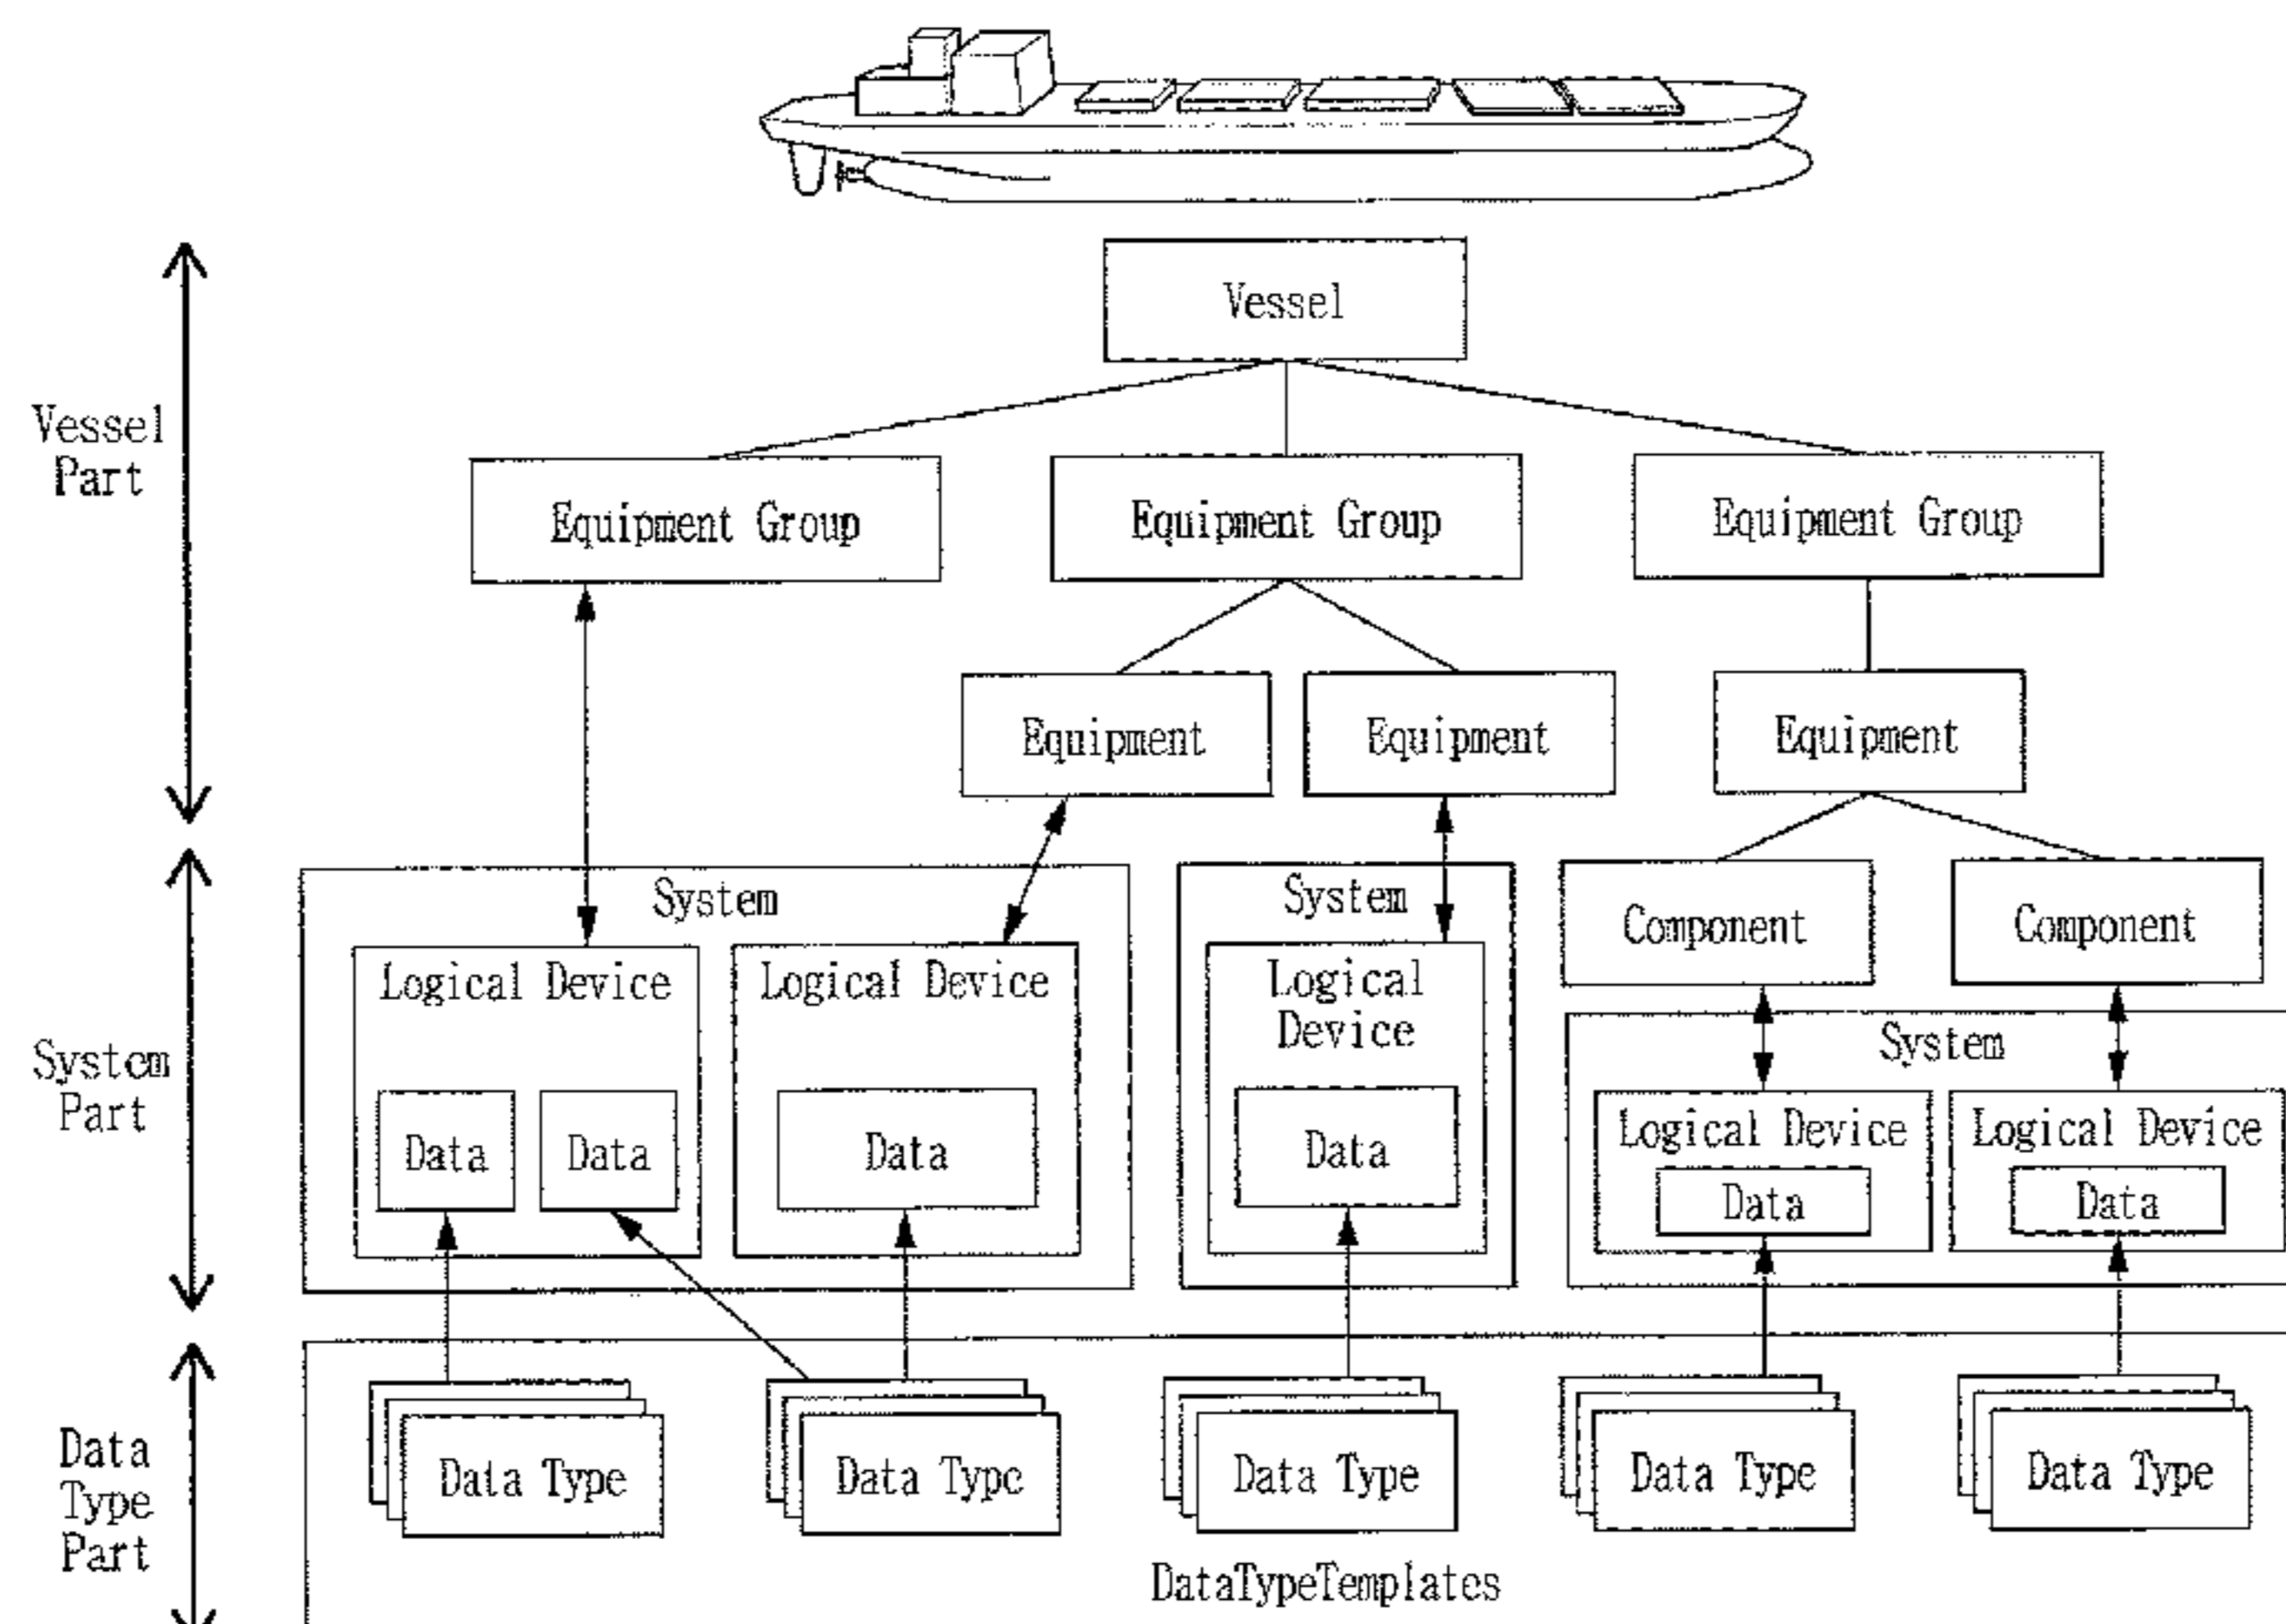 Vessel
Vessel
Part
Equipment Group
Equipment Group
Equipment Group
Equipment
Equipment
Equipment
System
System
Component
Component
Logical Device
Logical Device
Logical
Device
System
System
Part
Logical Device
Logical Device
Data
Data
Data
Data
Data
Data
Data
Type
Part
Data Type
Data Type
Data Type
Data Type
Data Type
DataTypeTemplates